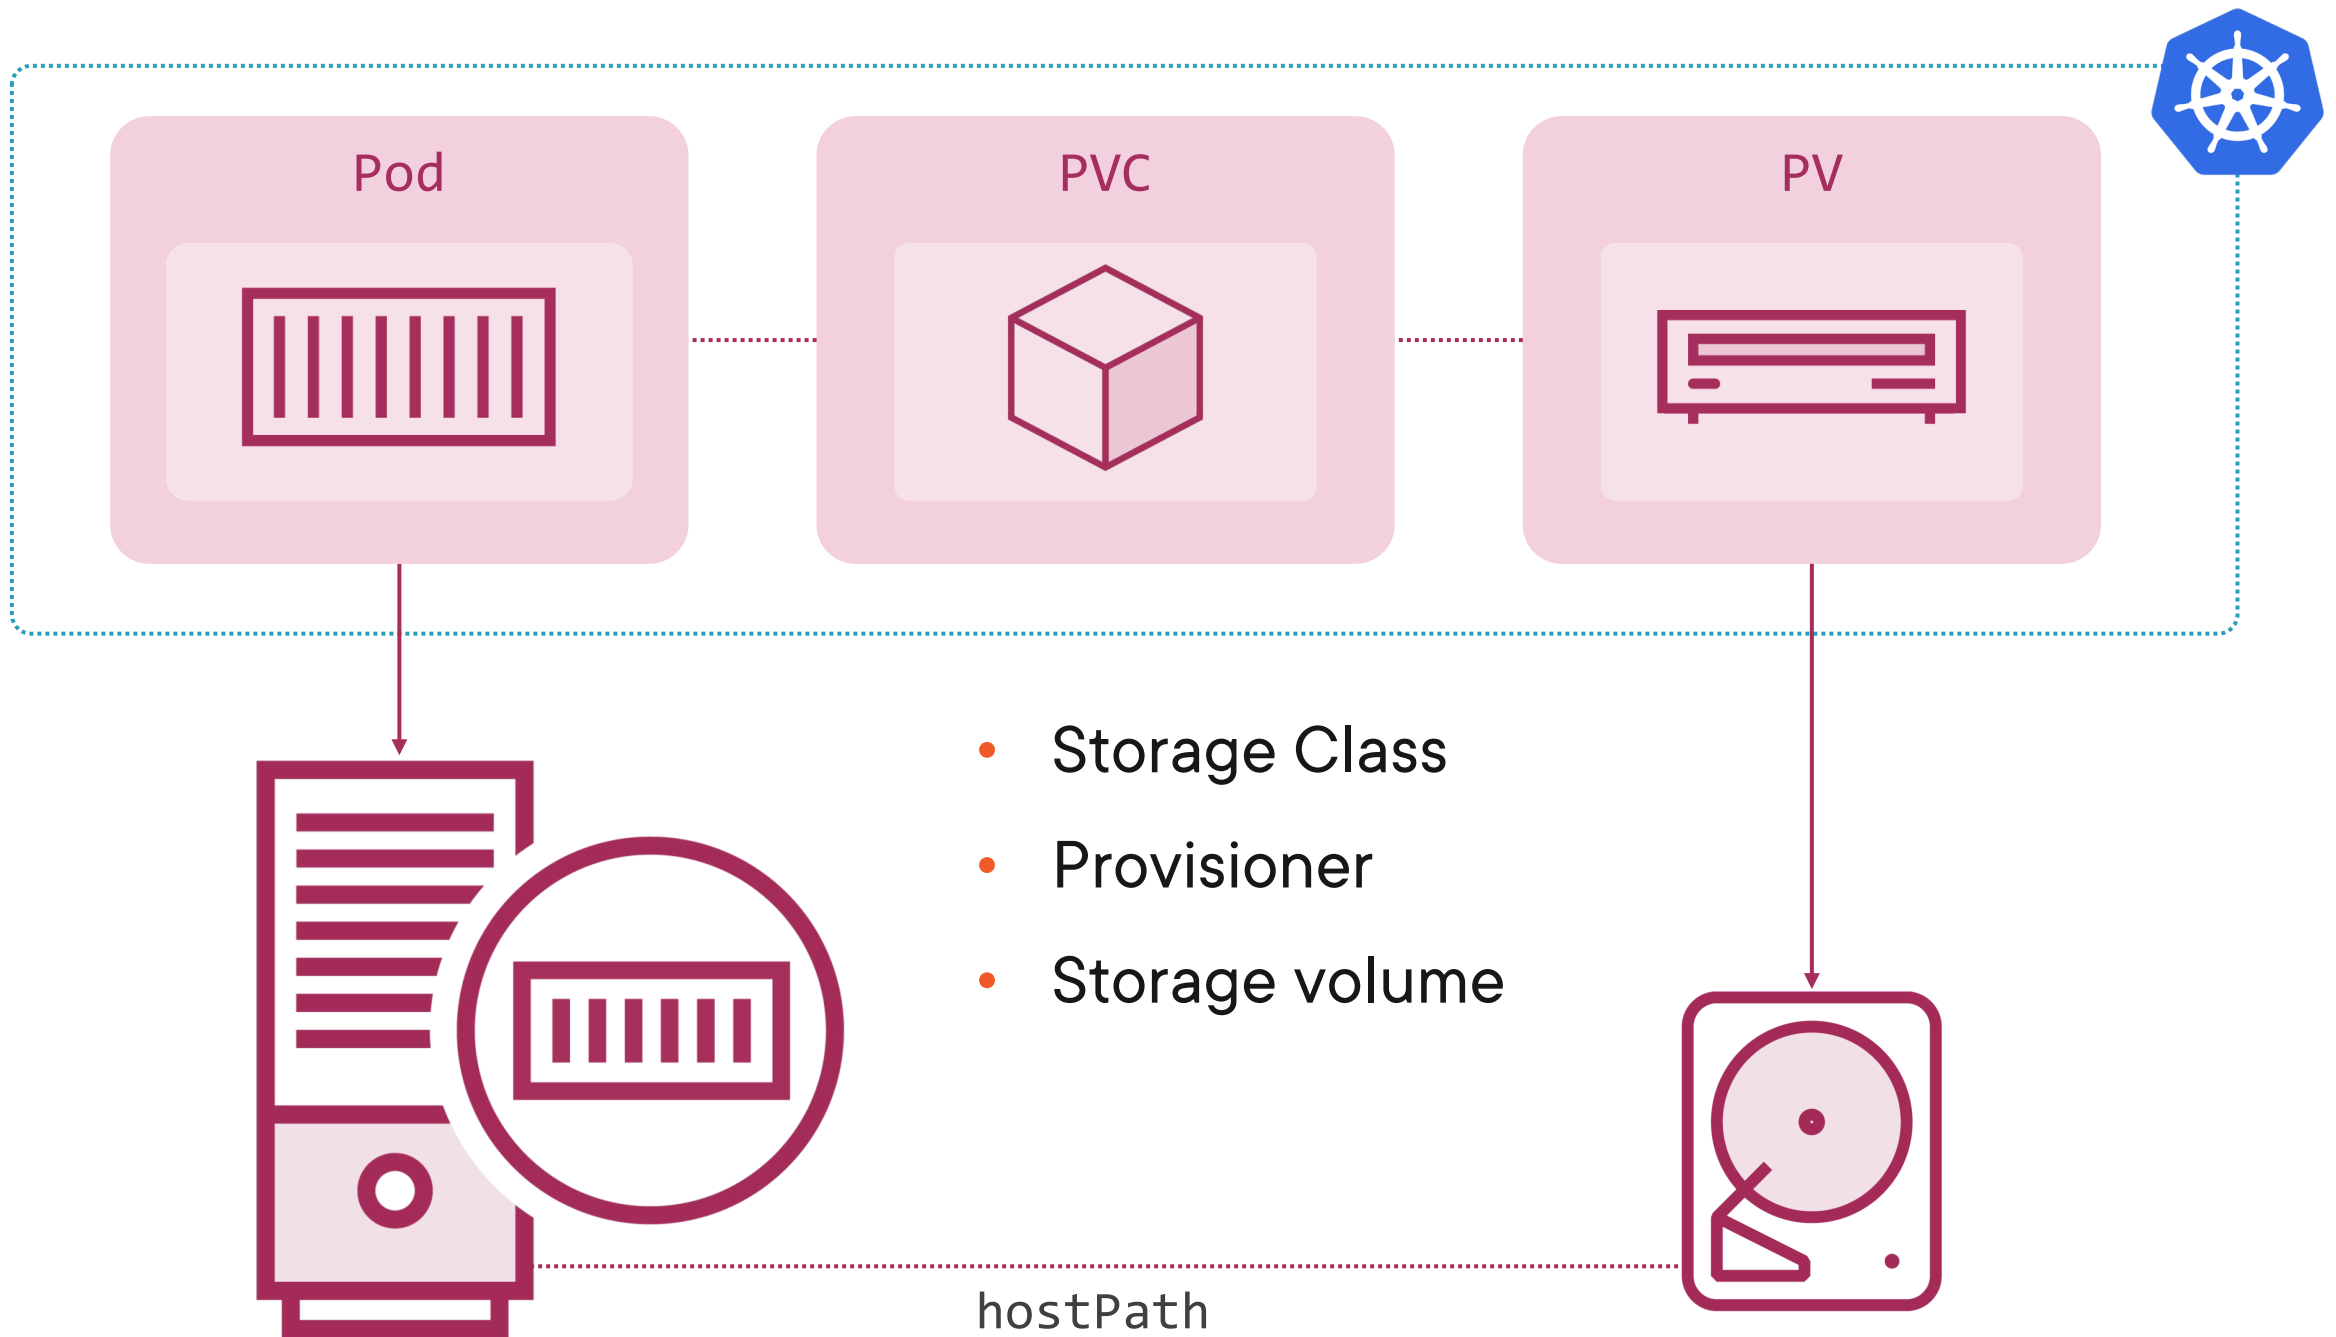 Pod
PVC
PV
Storage Class
Provisioner
Storage volume
hostPath